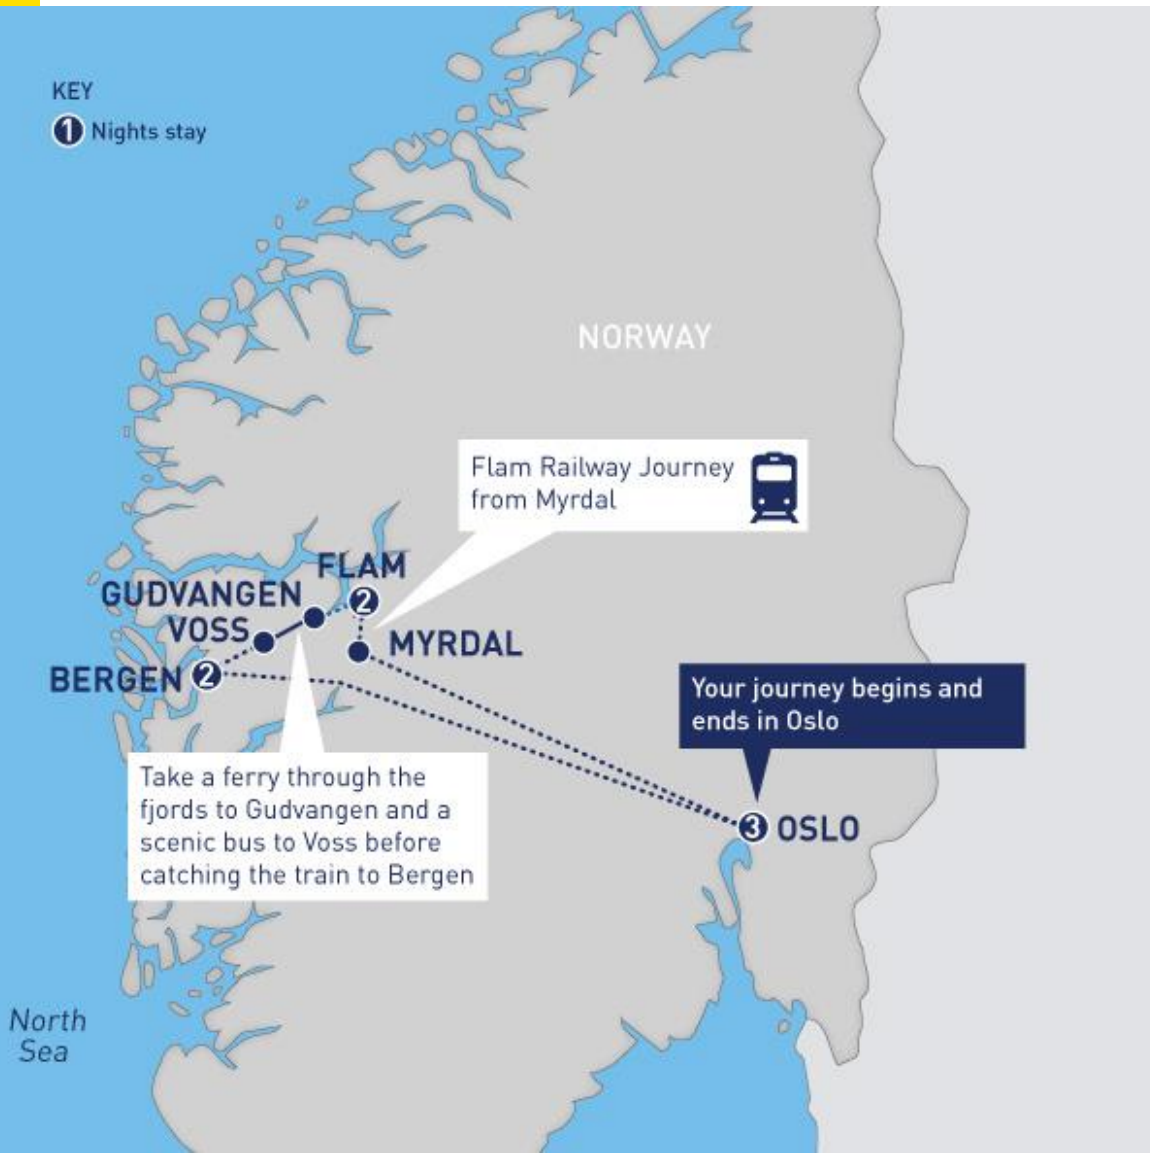 KEY
1 Nights stay
NORWAY
Flam Railway Journey
from Myrdal
FLAM
2
GUDVANGEN
VOSS
MYRDAL
BERGEN 2
Your journey begins and
ends in Oslo
Take a ferry through the
fjords to Gudvangen and a
scenic bus to Voss before
catching the train to Bergen
3 OSLO
North
Sea